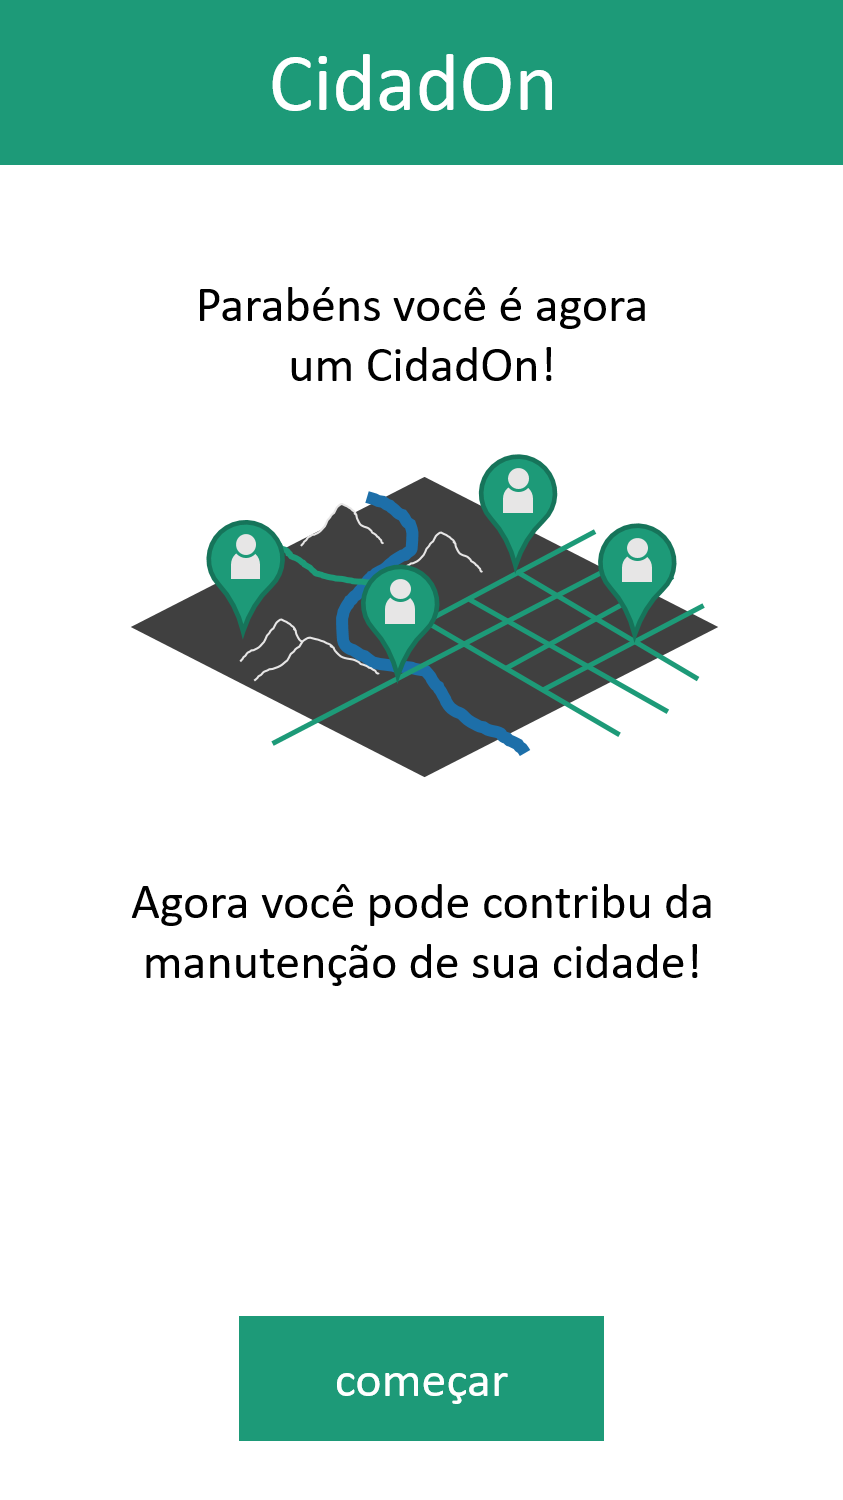 CidadOn
Parabéns você é agora
um CidadOn!
Agora você pode contribu da
manutenção de sua cidade!
começar